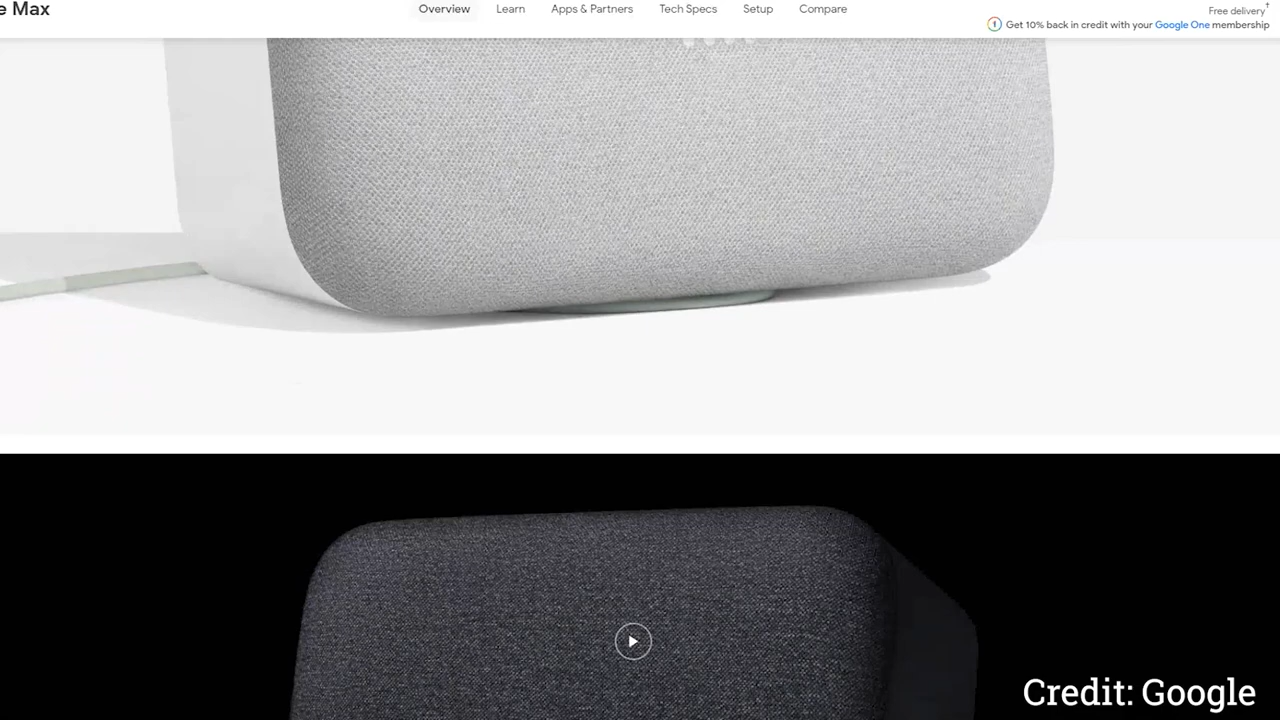 e Max
Overview Learn Apps & Partners Tech Specs Setup Compare
Free delivery†
Get 10% back in credit with your Google One membership
Credit: Google